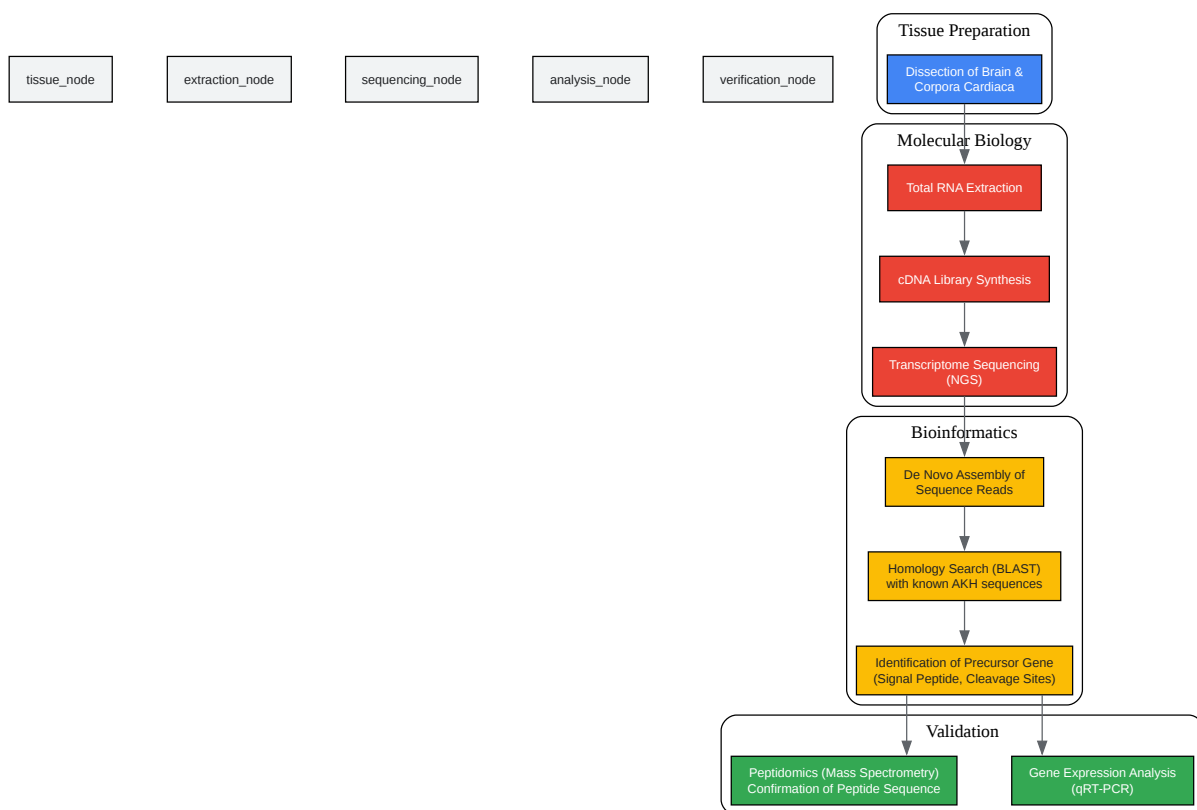 tissue_node
extraction_node
sequencing_node
analysis_node
verification_node
Tissue Preparation
Dissection of Brain &
Corpora Cardiaca
Molecular Biology
Total RNA Extraction
cDNA Library Synthesis
Transcriptome Sequencing
(NGS)
Bioinformatics
De Novo Assembly of
Sequence Reads
Homology Search (BLAST)
with known AKH sequences
Identification of Precursor Gene
(Signal Peptide, Cleavage Sites)
Validation
Peptidomics (Mass Spectrometry)
Confirmation of Peptide Sequence
Gene Expression Analysis
(qRT-PCR)